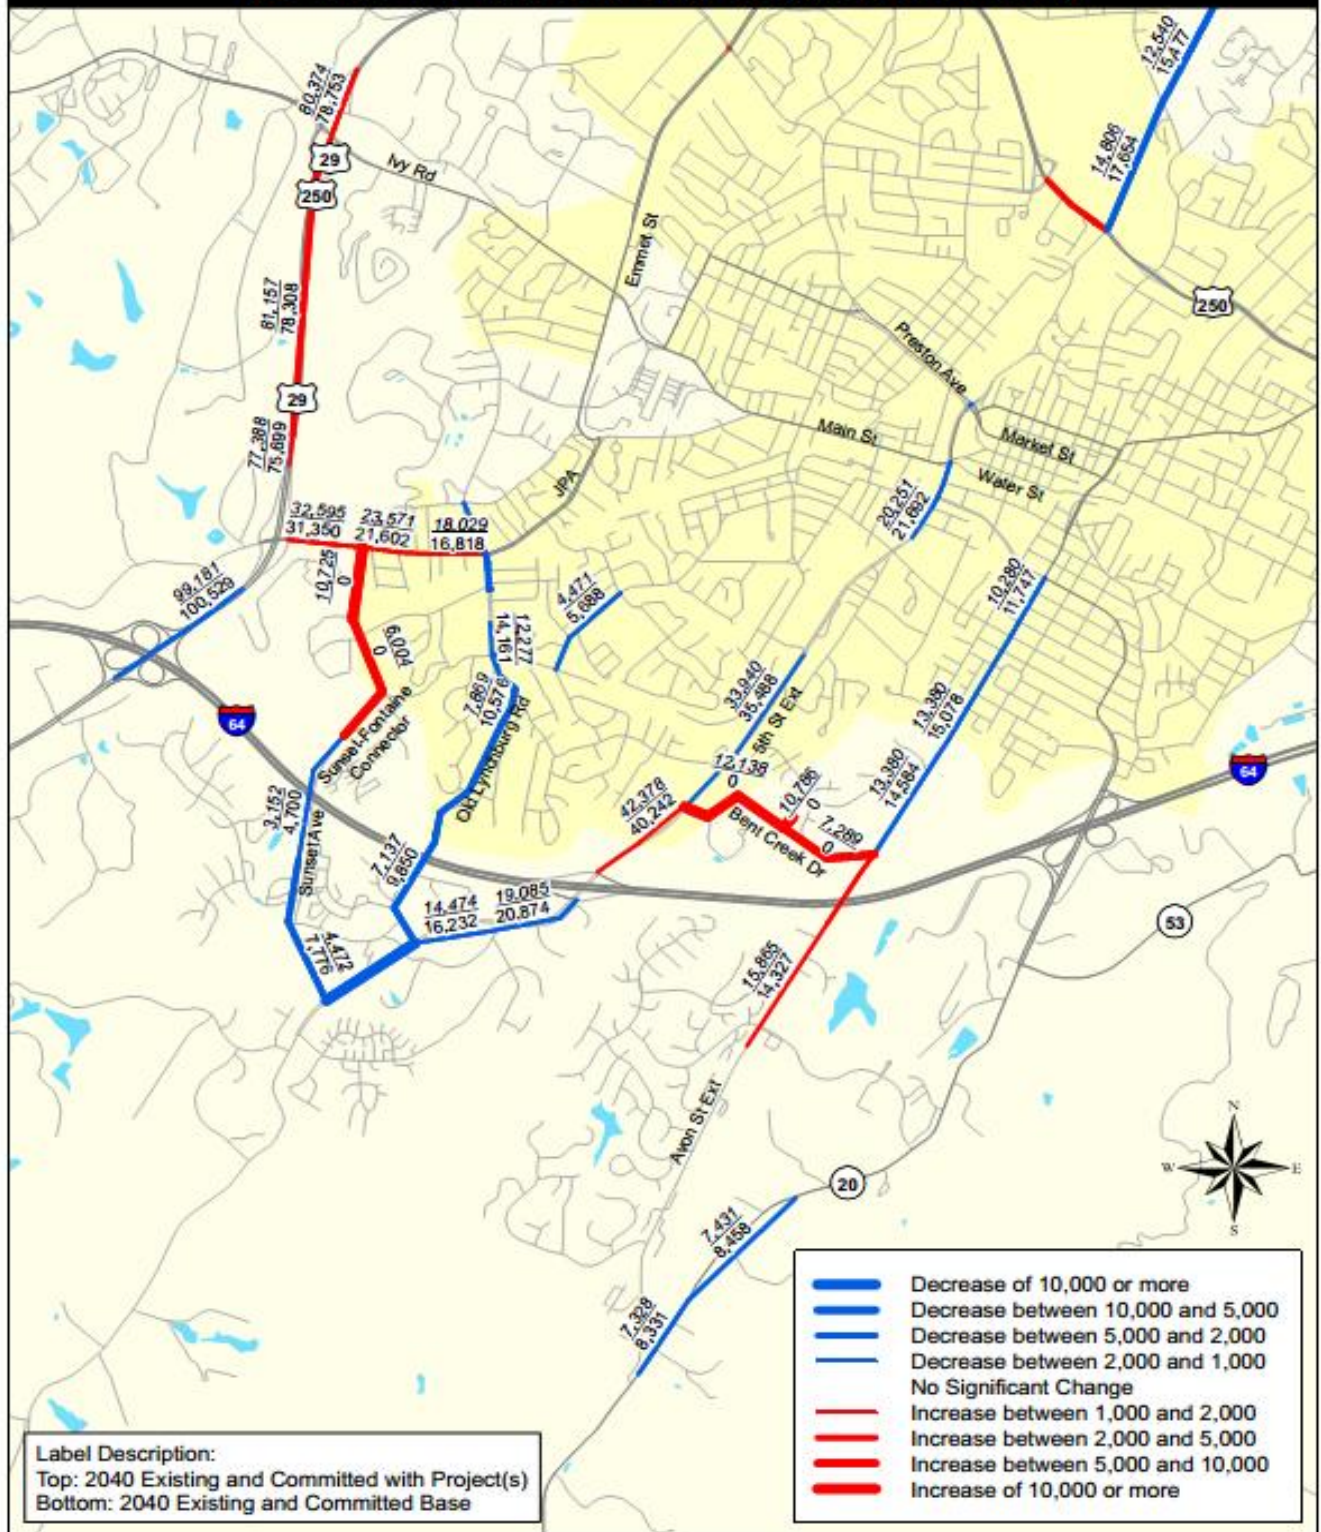 12,540
15,477
80,374
78,753
14,806
17,654
29
Ivy Rd
250
Emmet St
81,157
78,308
250
Preston Ave
29
77,388
75,699
Main St
Market St
Water St
JPA
20,251
21,692
32,595
31,350
23,571
21,602
18,029
16,818
10,725
0
99,181
100,529
4,471
5,688
10,280
11,747
12,277
14,161
6,004
0
7,869
10,576
33,940
35,488
5th St Ext
13,380
15,078
64
Sunset-Fontaine
Connector
Old Lynchburg Rd
12,138
0
64
13,380
14,584
10,786
0
42,378
40,242
3,152
4,700
Bent Creek Dr
7,289
0
Sunset Ave
7,137
9,850
14,474
16,232
19,085
20,874
53
4,472
7,776
15,865
14,327
Avon St Ext
N
W
E
S
20
7,431
8,458
7,328
8,331
Decrease of 10,000 or more
Decrease between 10,000 and 5,000
Decrease between 5,000 and 2,000
Decrease between 2,000 and 1,000
No Significant Change
Increase between 1,000 and 2,000
Increase between 2,000 and 5,000
Increase between 5,000 and 10,000
Increase of 10,000 or more
Label Description:
Top: 2040 Existing and Committed with Project(s)
Bottom: 2040 Existing and Committed Base